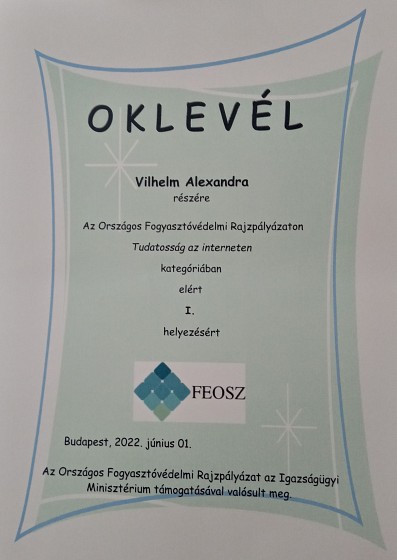 OKLEVÉL
Vilhelm Alexandra
részére
Az Országos Fogyasztóvédelmi Rajzpályázaton
Tudatosság az interneten
kategóriában
elért
I.
helyezésért
FEOSZ
Budapest, 2022. június 01.
Az Országos Fogyasztóvédelmi Rajzpályázat az Igazságügyi
Minisztérium támogatásával valósult meg.